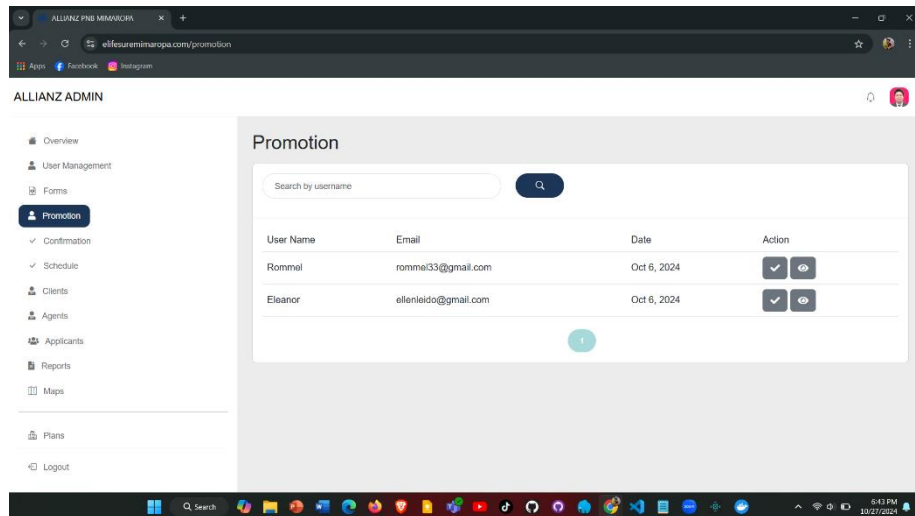 ALLIANZ PNB MIMAROPA
elifesuremimaropa.com/promotion
Apps Facebook Instagram
ALLIANZ ADMIN
Overview
User Management
Forms
Promotion
Confirmation
Schedule
Clients
Agents
Applicants
Reports
Maps
Plans
Logout
Promotion
Search by username
User Name Email Date Action
Rommel rommel33@gmail.com Oct 6, 2024
Eleanor ellenleido@gmail.com Oct 6, 2024
1
Search
6:43 PM
10/27/2024